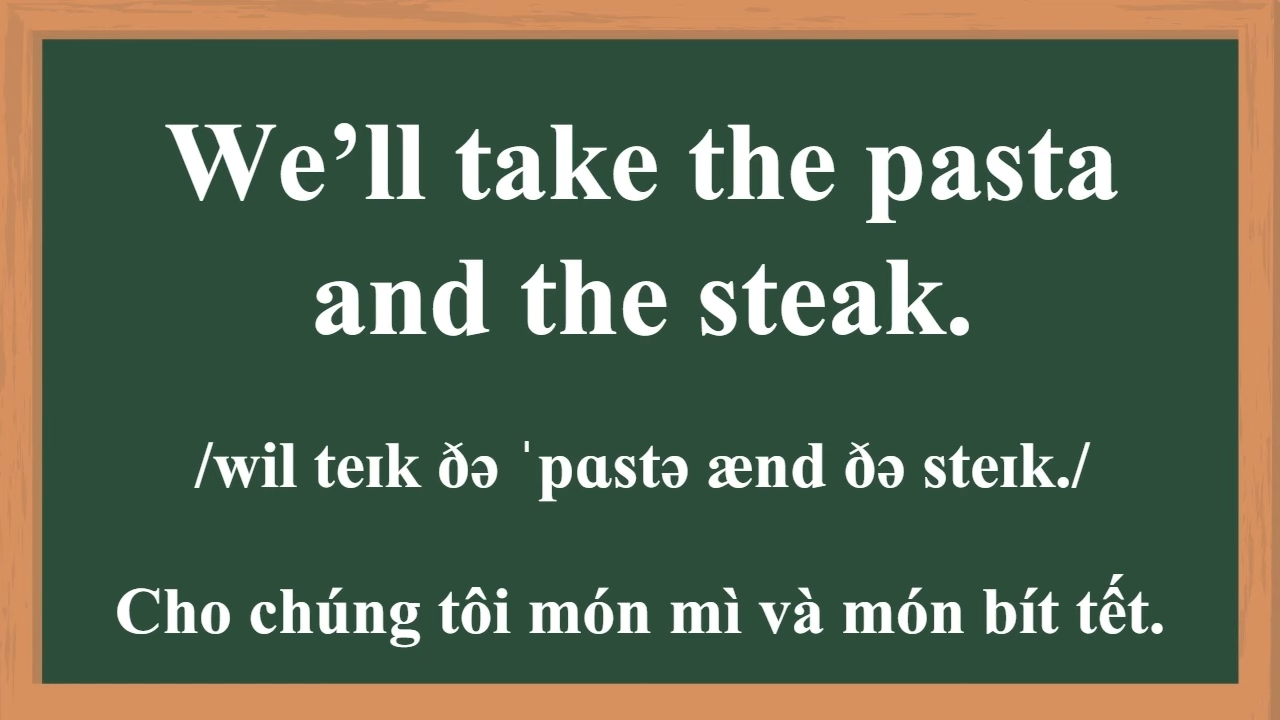 We’ll take the pasta
and the steak.
/wil teɪk ðə ˈpɑstə ænd ðə steɪk./
Cho chúng tôi món mì và món bít tết.